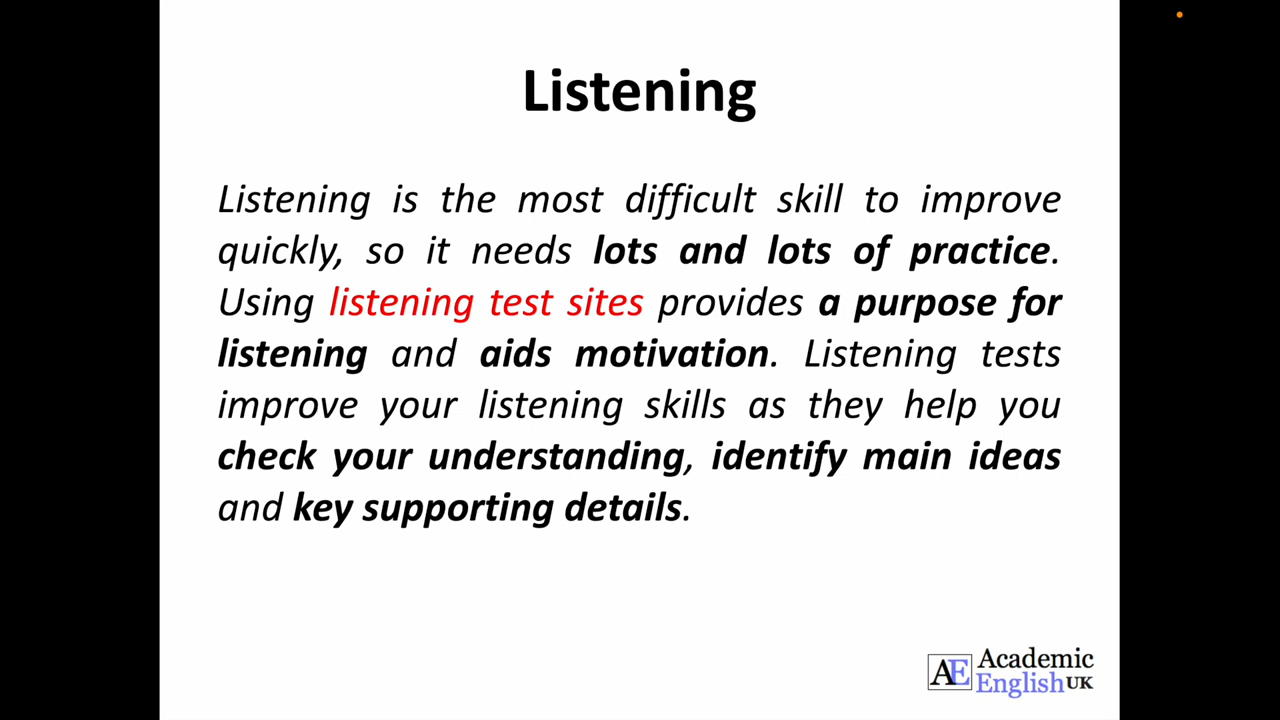 Listening
Listening is the most difficult skill to improve
quickly, so it needs lots and lots of practice.
Using listening test sites provides a purpose for
listening and aids motivation. Listening tests
improve your listening skills as they help you
check your understanding, identify main ideas
and key supporting details.
AE Academic
English UK